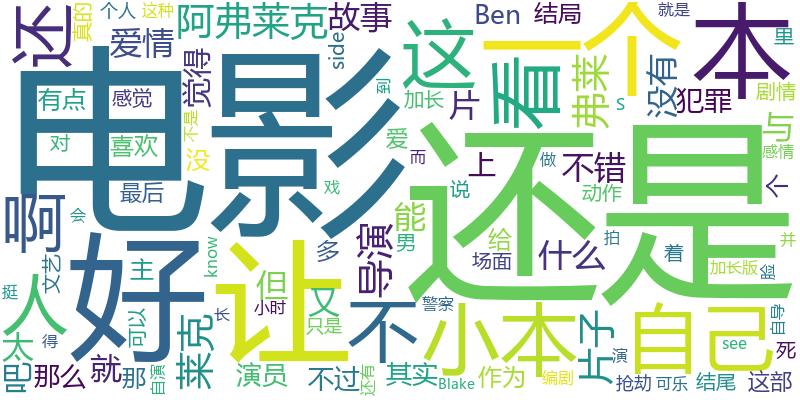 电影
还是
好
让
一个
本
小本
自己
看
这
还
人
啊
不
导演
片子
阿弗莱克
弗莱
莱克
故事
爱情
觉得
Ben
结局
没有
犯罪
剧情
与
感情
个
不错
什么
动作
场面
片
上
能
又
但
多
演员
不过
其实
作为
编剧
抢劫
可乐
结尾
这部
死
自身
see
演
Blake
还有
自演
那
那么
吧
就
太
主
文艺
可以
know
小时
只是
长
警察
给
男
说
爱
加长
加长版
到
而
戏
做
对
喜欢
最后
没
不是
有点
感觉
真的
个人
这种
就是
里
side
s
着
拍
监
并
会
挺
得